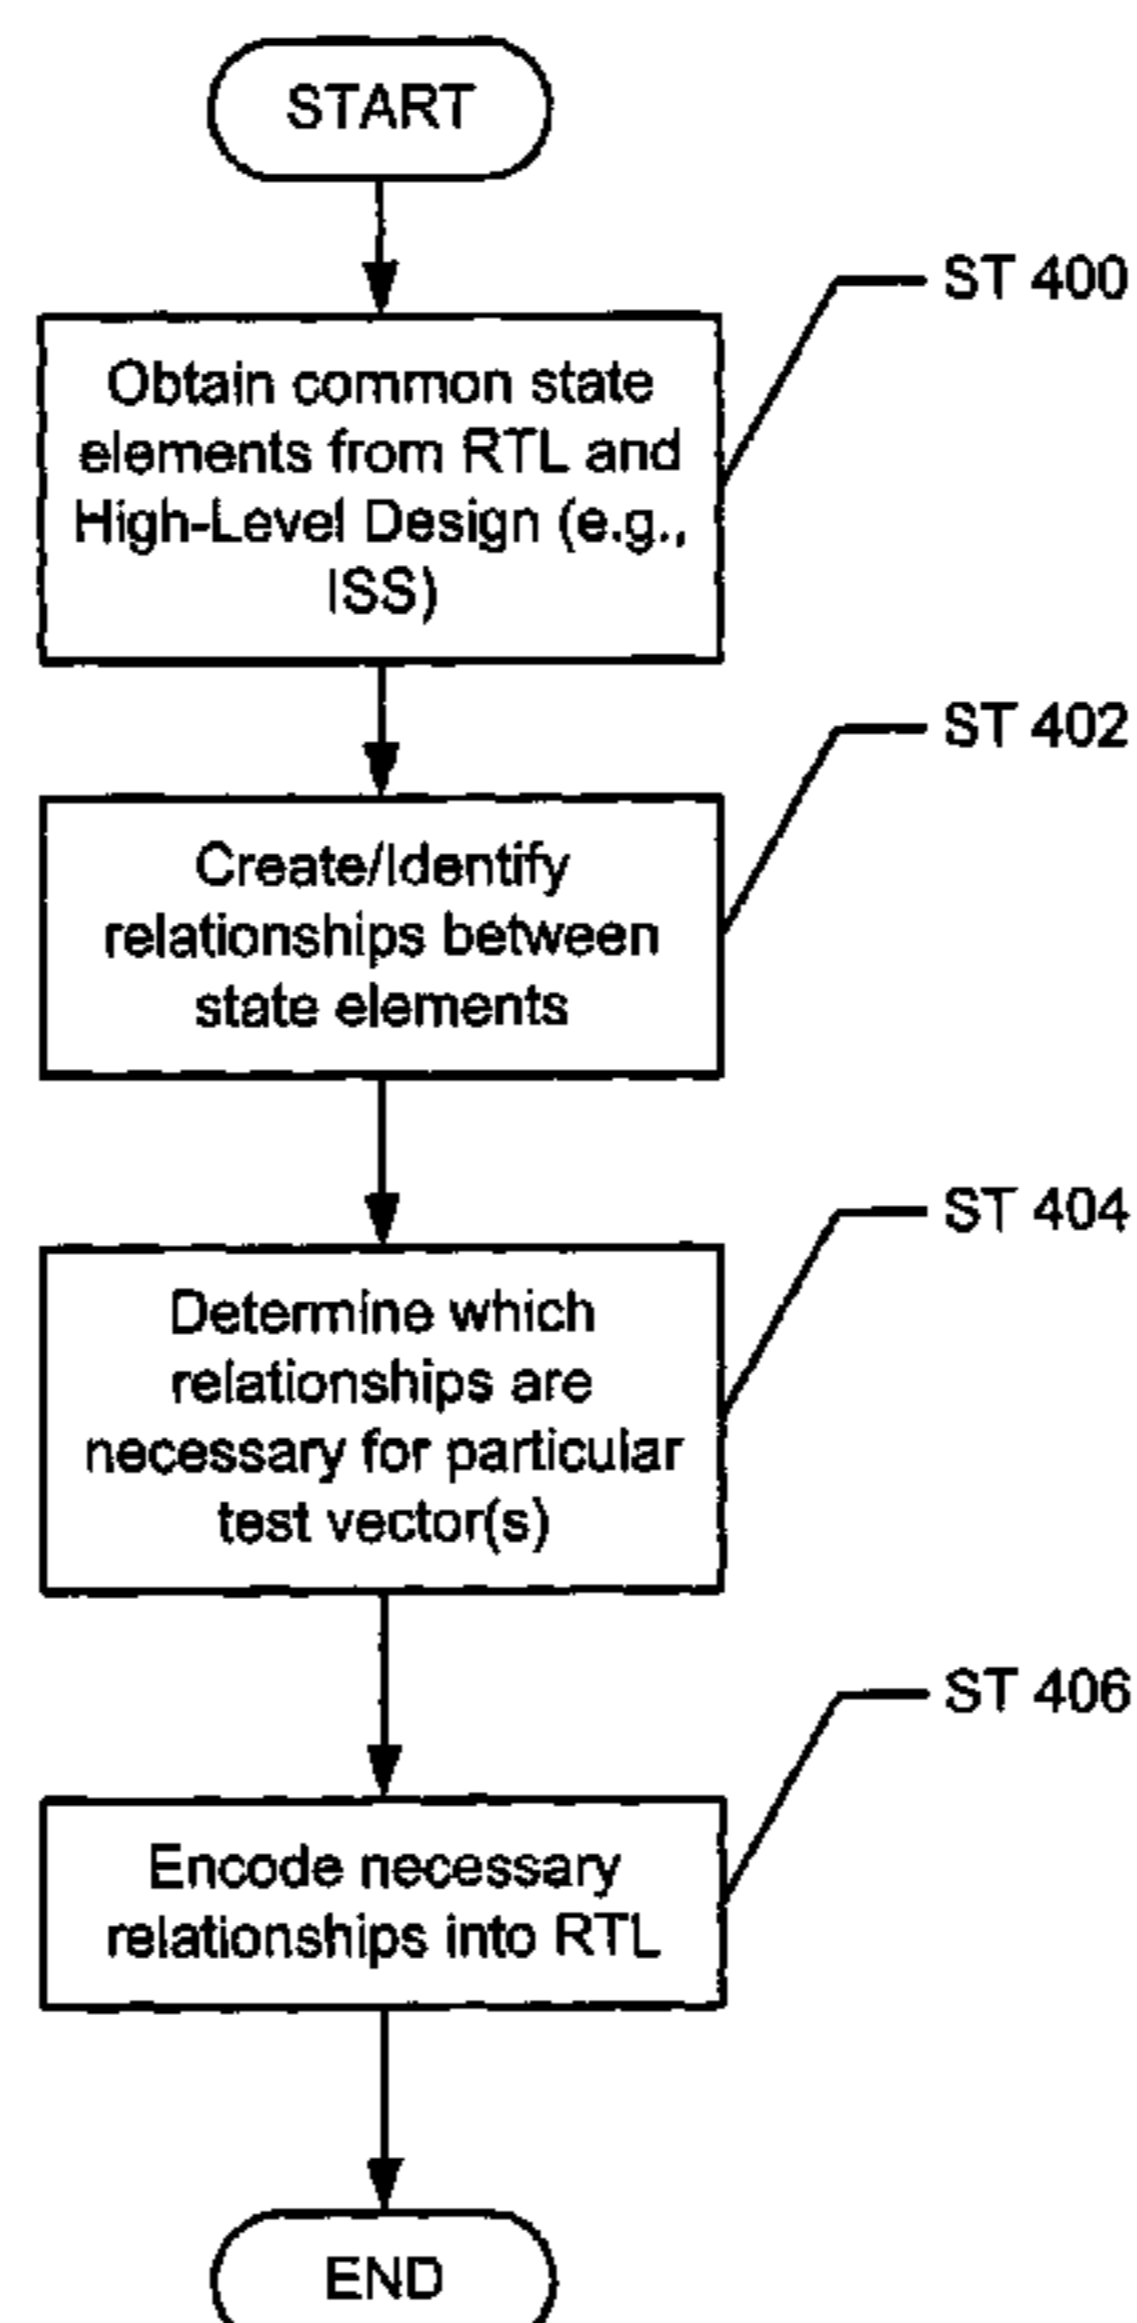 START
ST 400
Obtain common state
elements from RTL and
High-Level Design (e.g.,
ISS)
ST 402
Create/Identify
relationships between
state elements
ST 404
Determine which
relationships are
necessary for particular
test vector(s)
ST 406
Encode necessary
relationships into RTL
END